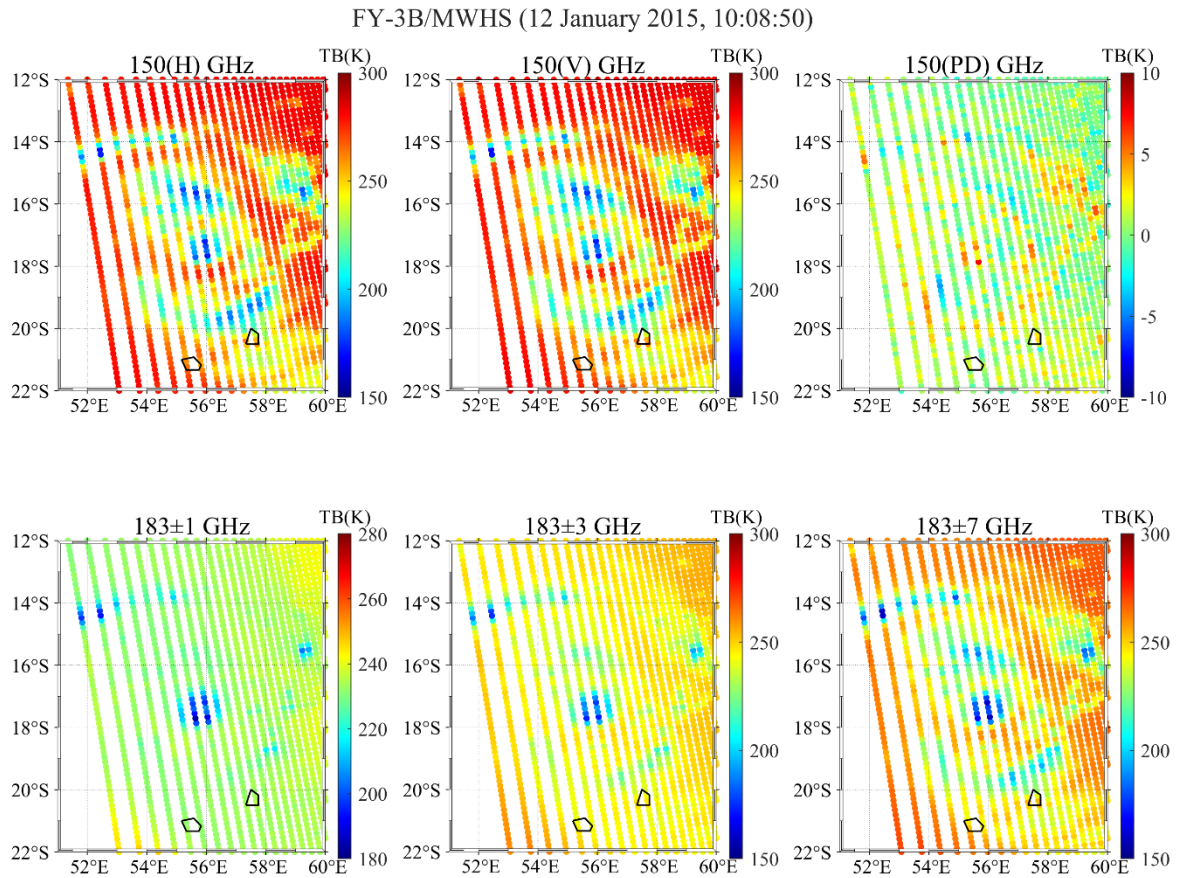 FY-3B/MWHS (12 January 2015, 10:08:50)
150(H) GHz TB(K)
12°S
14°S
16°S
18°S
20°S
22°S
52°E 54°E 56°E 58°E 60°E
300
250
200
150
150(V) GHz TB(K)
12°S
14°S
16°S
18°S
20°S
22°S
52°E 54°E 56°E 58°E 60°E
300
250
200
150
150(PD) GHz TB(K)
12°S
14°S
16°S
18°S
20°S
22°S
52°E 54°E 56°E 58°E 60°E
10
5
0
-5
-10
183±1 GHz TB(K)
12°S
14°S
16°S
18°S
20°S
22°S
52°E 54°E 56°E 58°E 60°E
280
260
240
220
200
180
183±3 GHz TB(K)
12°S
14°S
16°S
18°S
20°S
22°S
52°E 54°E 56°E 58°E 60°E
300
250
200
150
183±7 GHz TB(K)
12°S
14°S
16°S
18°S
20°S
22°S
52°E 54°E 56°E 58°E 60°E
300
250
200
150